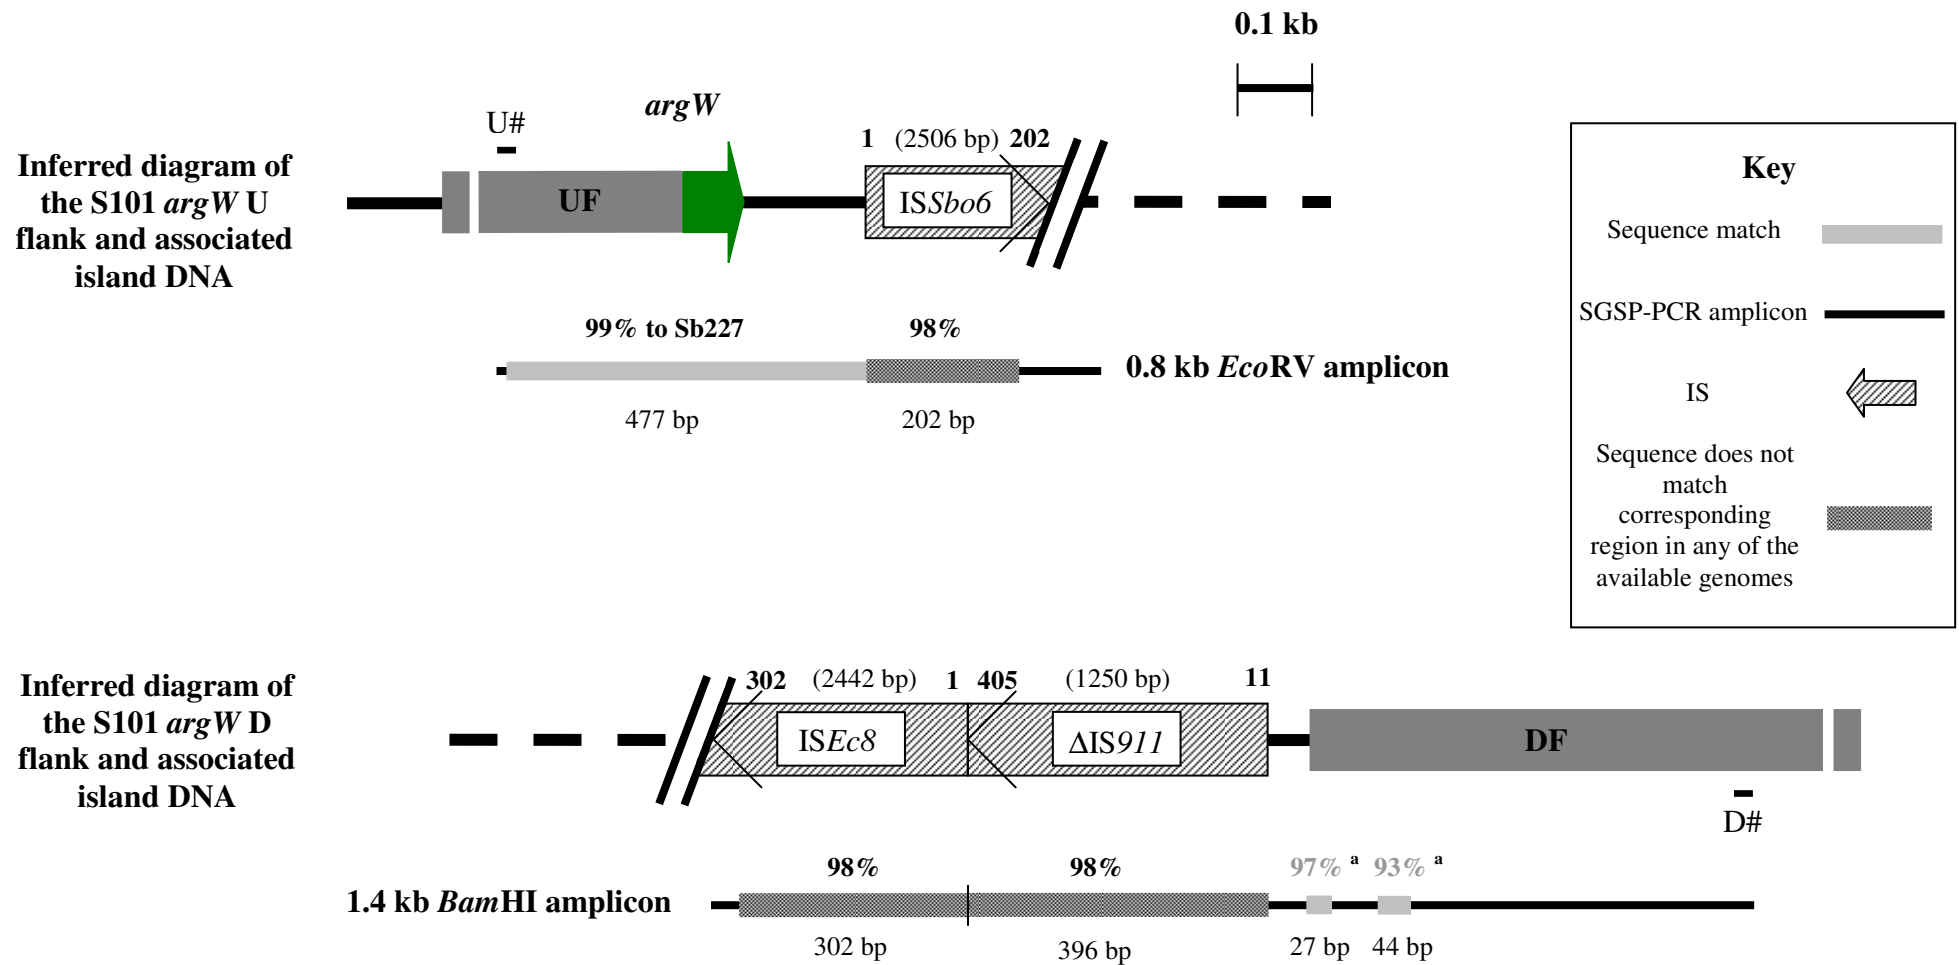 0.1 kb
argW
U#
1 (2506 bp) 202
Inferred diagram of
the S101 argW U
flank and associated
island DNA
UF
ISSbo6
99% to Sb227
98%
0.8 kb EcoRV amplicon
477 bp
202 bp
Key
Sequence match
SGSP-PCR amplicon
IS
Sequence does not
match
corresponding
region in any of the
available genomes
Inferred diagram of
the S101 argW D
flank and associated
island DNA
302 (2442 bp) 1 405 (1250 bp) 11
ISEc8
ΔIS911
DF
D#
98%
98%
97% a 93% a
1.4 kb BamHI amplicon
302 bp
396 bp
27 bp 44 bp